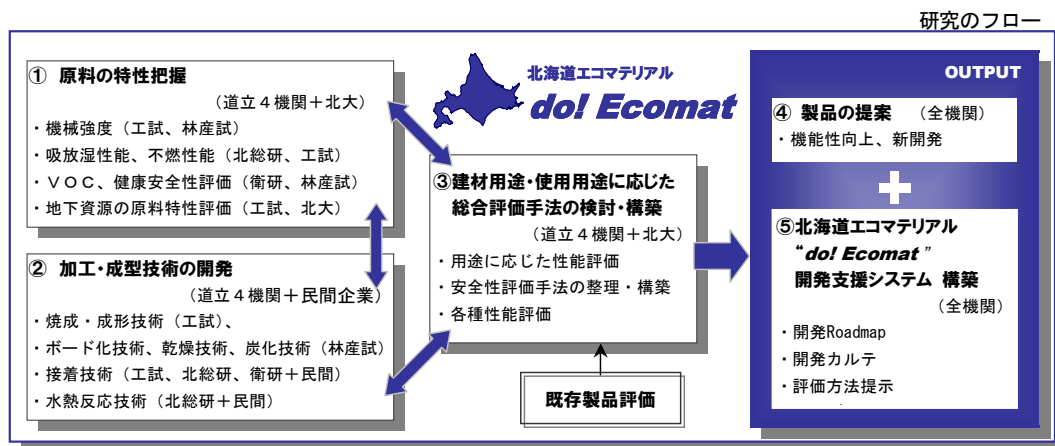 研究のフロー
① 原料の特性把握
（道立４機関＋北大）
・機械強度（工試、林産試）
・吸放湿性能、不燃性能（北総研、工試）
・ＶＯＣ、健康安全性評価（衛研、林産試）
・地下資源の原料特性評価（工試、北大）
② 加工・成型技術の開発
（道立４機関＋民間企業）
・焼成・成形技術（工試）、
・ボード化技術、乾燥技術、炭化技術（林産試）
・接着技術（工試、北総研、衛研＋民間）
・水熱反応技術（北総研＋民間）
北海道エコマテリアル
do! Ecomat
③建材用途・使用用途に応じた
総合評価手法の検討・構築
（道立４機関＋北大）
・用途に応じた性能評価
・安全性評価手法の整理・構築
・各種性能評価
既存製品評価
OUTPUT
④ 製品の提案 （全機関）
・機能性向上、新開発
⑤北海道エコマテリアル
“do! Ecomat”
開発支援システム 構築
（全機関）
・開発Roadmap
・開発カルテ
・評価方法提示